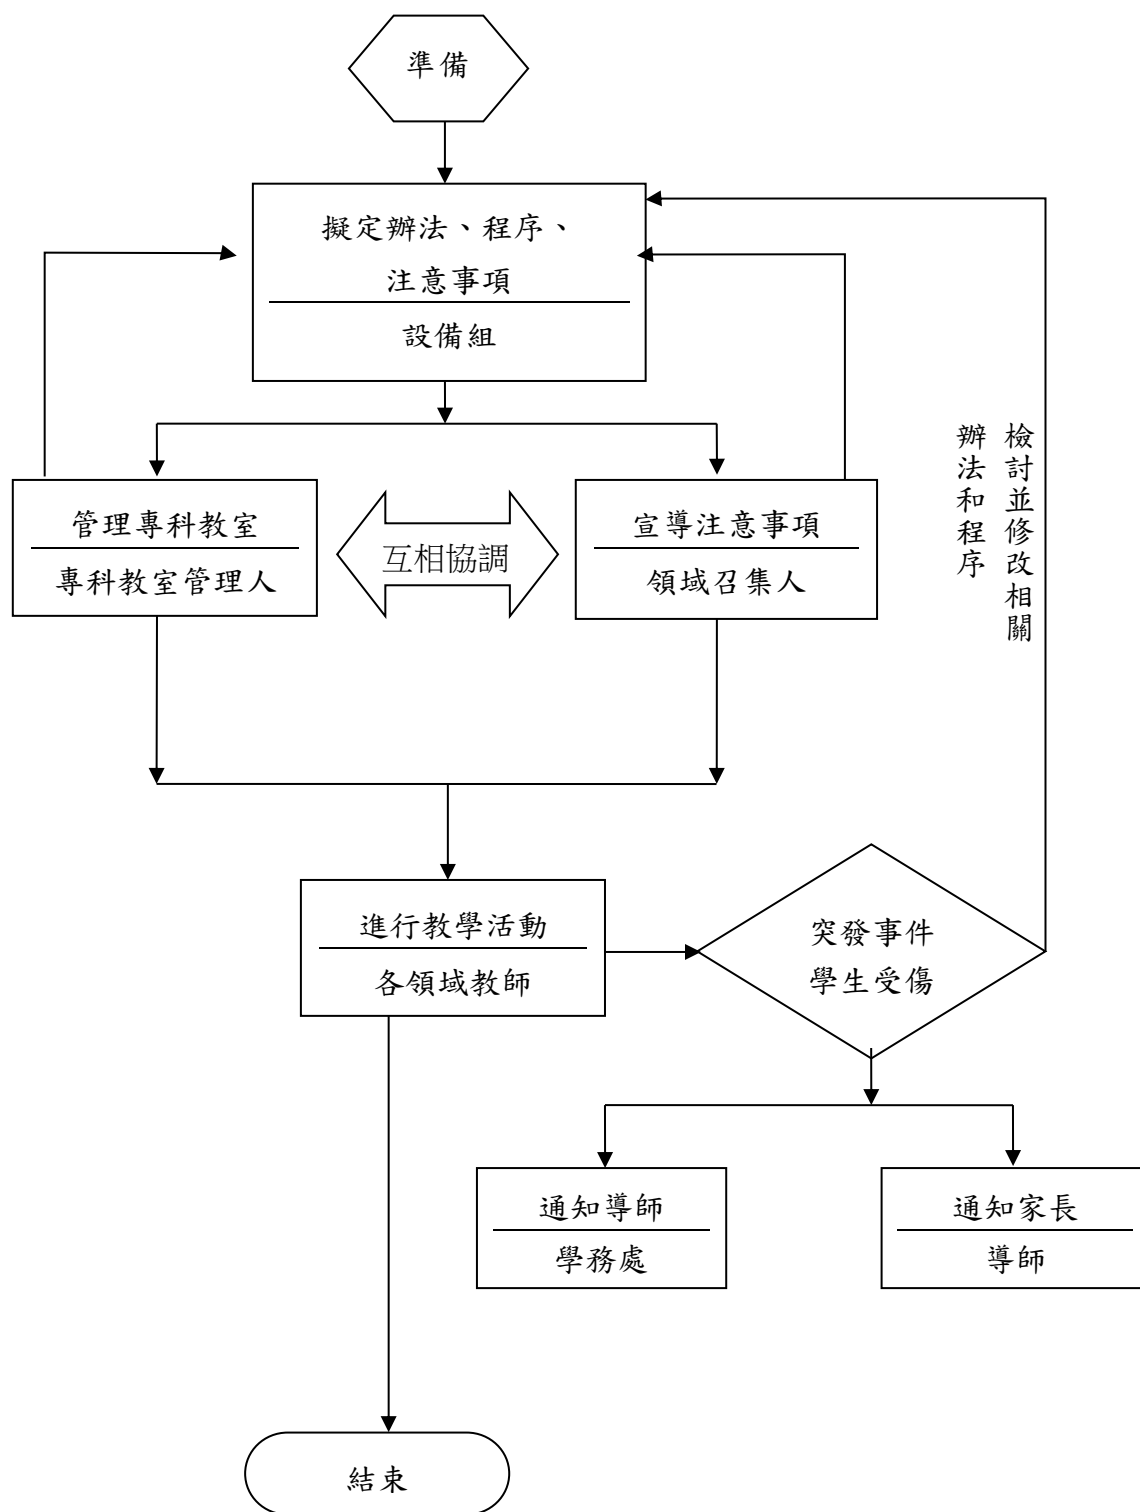 準備
擬定辦法、程序、
注意事項
設備組
管理專科教室
專科教室管理人
互相協調
宣導注意事項
領域召集人
檢討並修改相關
辦法和程序
進行教學活動
各領域教師
突發事件
學生受傷
通知導師
學務處
通知家長
導師
結束